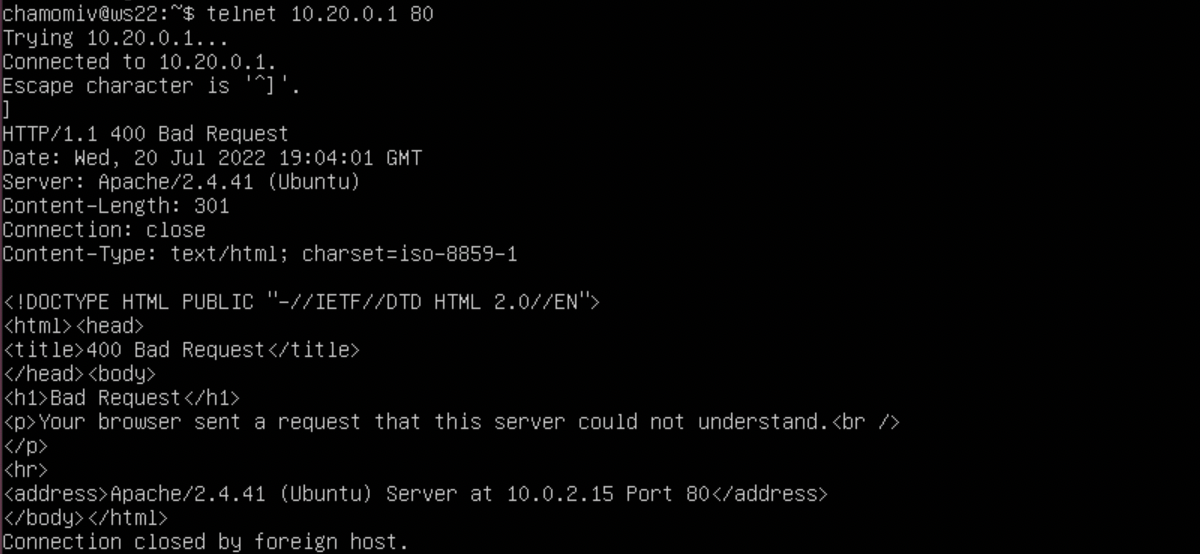 chamomiv@ws22:~$ telnet 10.20.0.1 80
Trying 10.20.0.1...
Connected to 10.20.0.1.
Escape character is '^]'.
]
HTTP/1.1 400 Bad Request
Date: Wed, 20 Jul 2022 19:04:01 GMT
Server: Apache/2.4.41 (Ubuntu)
Content-Length: 301
Connection: close
Content-Type: text/html; charset=iso-8859-1

<!DOCTYPE HTML PUBLIC "-//IETF//DTD HTML 2.0//EN">
<html><head>
<title>400 Bad Request</title>
</head><body>
<h1>Bad Request</h1>
<p>Your browser sent a request that this server could not understand.<br />
</p>
<hr>
<address>Apache/2.4.41 (Ubuntu) Server at 10.0.2.15 Port 80</address>
</body></html>
Connection closed by foreign host.